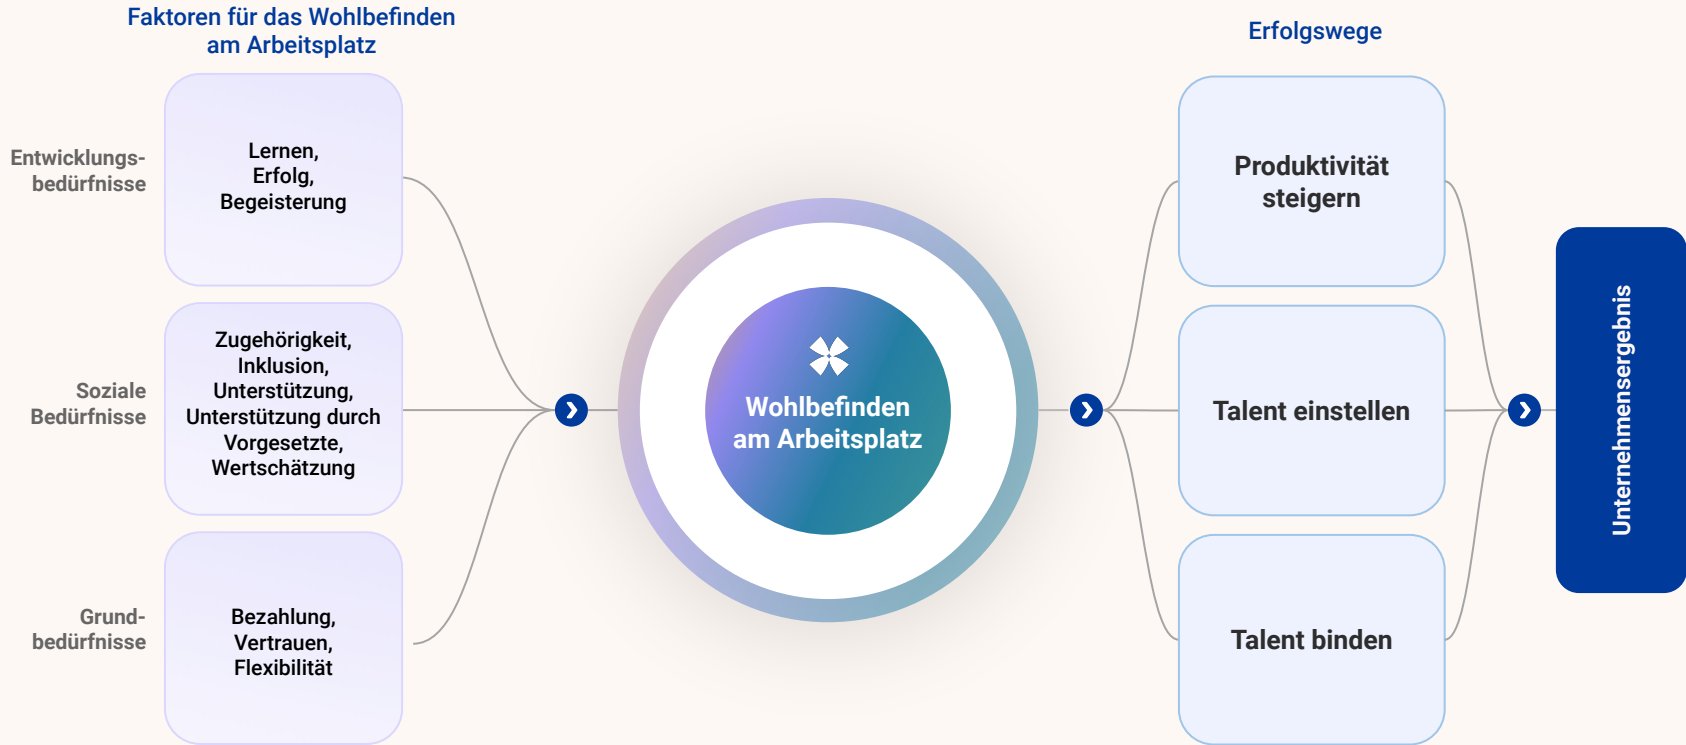 Faktoren für das Wohlbefinden
am Arbeitsplatz
Entwicklungs-
bedürfnisse
Lernen,
Erfolg,
Begeisterung
Soziale
Bedürfnisse
Zugehörigkeit,
Inklusion,
Unterstützung,
Unterstützung durch
Vorgesetzte,
Wertschätzung
Grund-
bedürfnisse
Bezahlung,
Vertrauen,
Flexibilität
Wohlbefinden
am Arbeitsplatz
Erfolgswege
Produktivität
steigern
Talent einstellen
Talent binden
Unternehmensergebnis